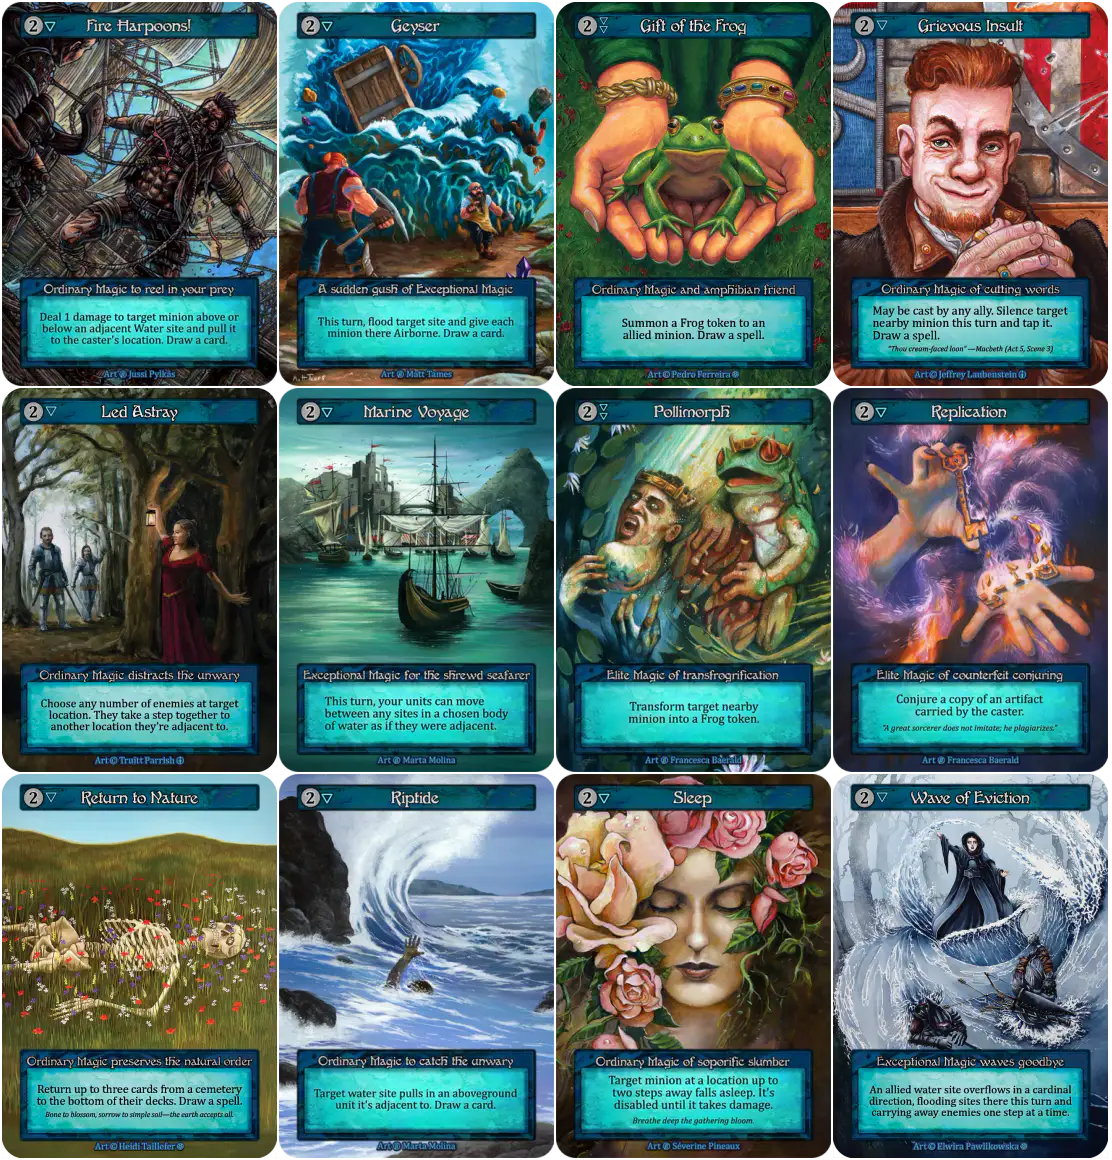 2 Fire Harpoons!
Ordinary Magic to reel in your prey
Deal 1 damage to target minion above or
below an adjacent Water site and pull it
to the caster's location. Draw a card.
Art @ Jussi Pylkäs
2 Geyser
A sudden gush of Exceptional Magic
This turn, flood target site and give each
minion there Airborne. Draw a card.
Art @ Matt Tames
2 Gift of the Frog
Ordinary Magic and amphibian friend
Summon a Frog token to an
allied minion. Draw a spell.
Art © Pedro Ferreira
2 Grievous Insult
Ordinary Magic of cutting words
May be cast by any ally. Silence target
nearby minion this turn and tap it.
Draw a spell.
"Thou cream-faced loon" —Macbeth (Act 5, Scene 3)
Art © Jeffrey Laubenstein
2 Led Astray
Ordinary Magic distracts the unwary
Choose any number of enemies at target
location. They take a step together to
another location they're adjacent to.
Art © Truitt Parrish
2 Marine Voyage
Exceptional Magic for the shrewd seafarer
This turn, your units can move
between any sites in a chosen body
of water as if they were adjacent.
Art @ Marta Molina
2 Pollimorph
Elite Magic of transfrogrification
Transform target nearby
minion into a Frog token.
Art @ Francesca Baerald
2 Replication
Elite Magic of counterfeit conjuring
Conjure a copy of an artifact
carried by the caster.
"A great sorcerer does not imitate; he plagiarizes."
Art @ Francesca Baerald
2 Return to Nature
Ordinary Magic preserves the natural order
Return up to three cards from a cemetery
to the bottom of their decks. Draw a spell.
Bone to blossom, sorrow to simple soil—the earth accepts all.
Art © Heidi Taillefer
2 Riptide
Ordinary Magic to catch the unwary
Target water site pulls in an aboveground
unit it's adjacent to. Draw a card.
Art @ Marta Molina
2 Sleep
Ordinary Magic of soporific slumber
Target minion at a location up to
two steps away falls asleep. It's
disabled until it takes damage.
Breathe deep the gathering bloom.
Art @ Séverine Pineaux
2 Wave of Eviction
Exceptional Magic waves goodbye
An allied water site overflows in a cardinal
direction, flooding sites there this turn and
carrying away enemies one step at a time.
Art © Elwira Pawlikowska